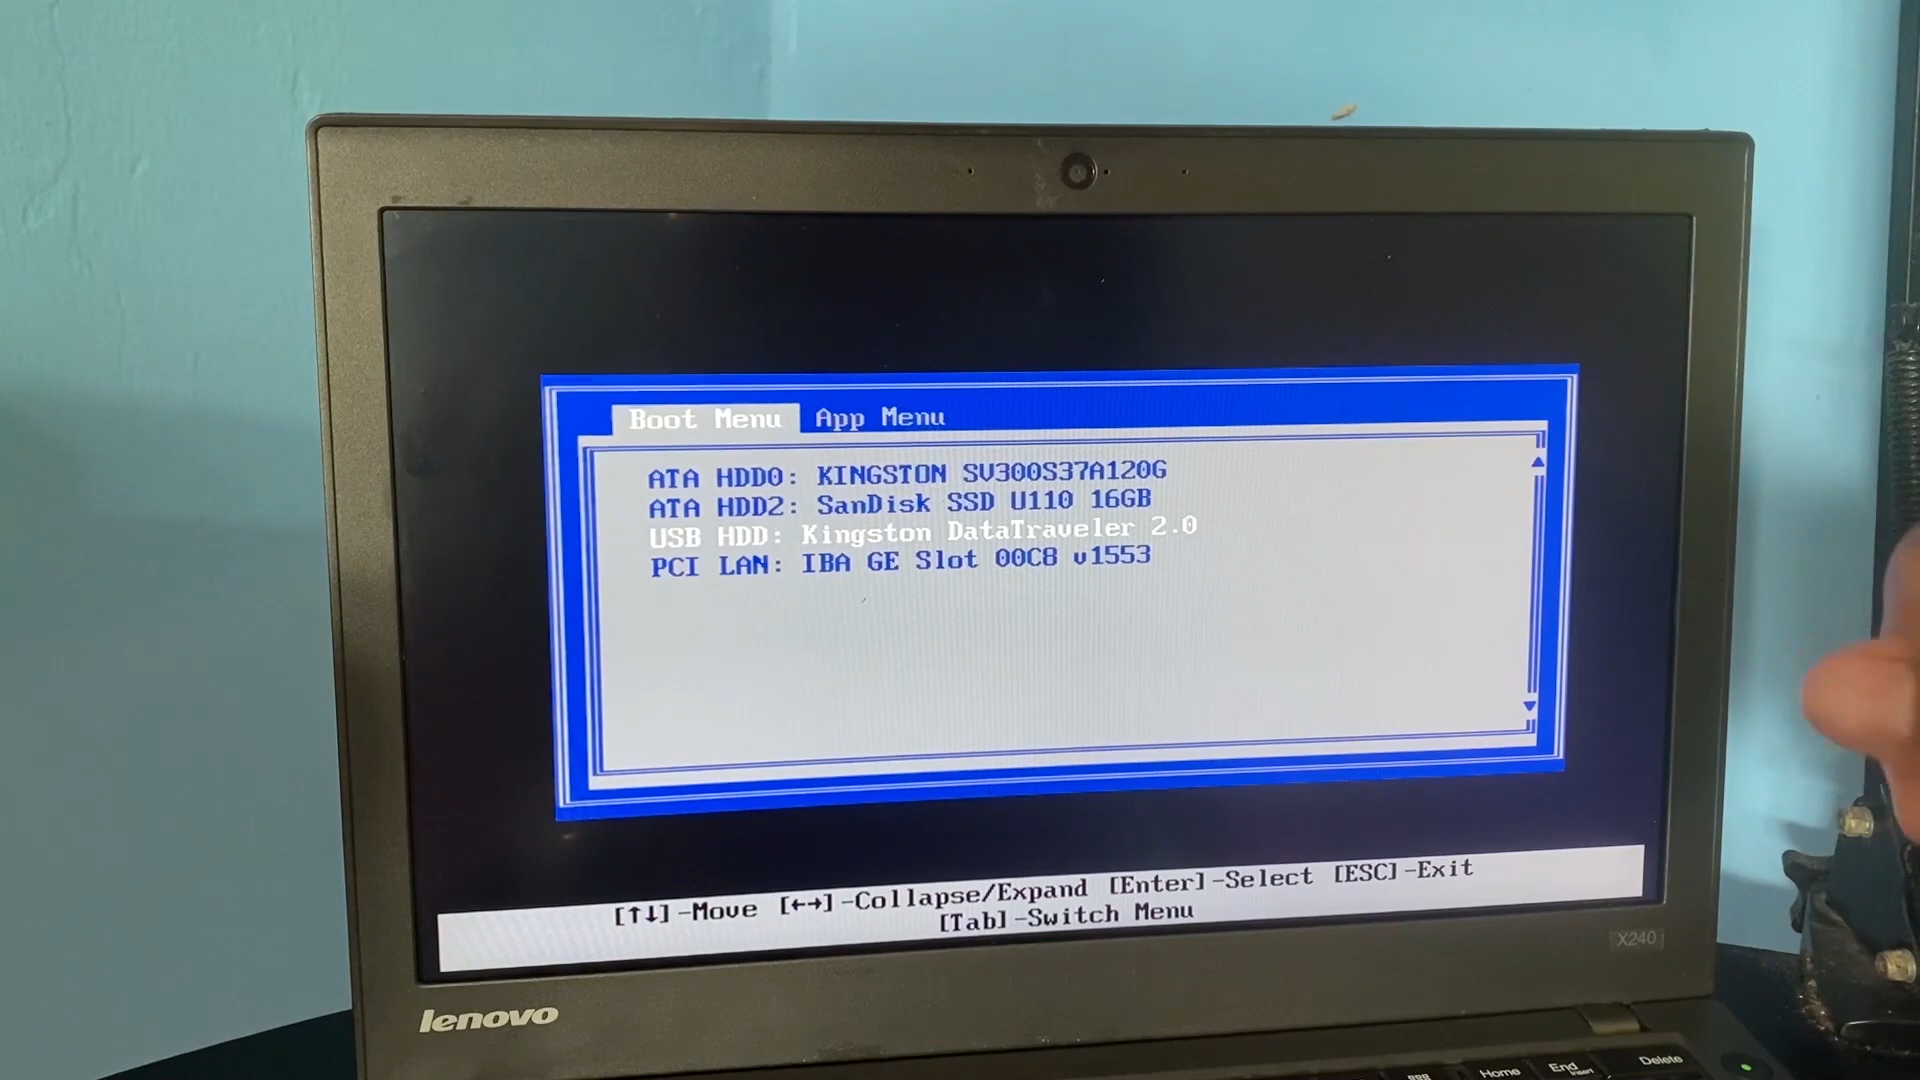 Boot Menu App Menu
ATA HDD0: KINGSTON SV300S37A120G
ATA HDD2: SanDisk SSD U110 16GB
USB HDD: Kingston DataTraveler 2.0
PCI LAN: IBA GE Slot 00C8 v1553
[↑↓]-Move [←→]-Collapse/Expand [Enter]-Select [ESC]-Exit
[Tab]-Switch Menu
X240
lenovo
Home End Insert Delete